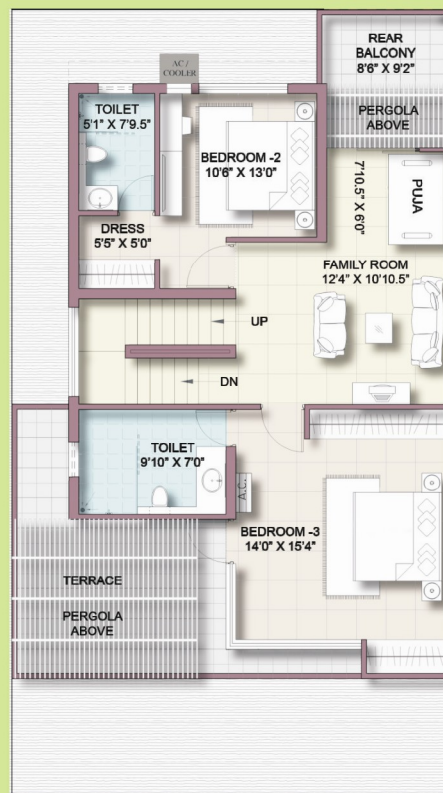 AC /
COOLER
REAR
BALCONY
8'6" X 9'2"
TOILET
5'1" X 7'9.5"
PERGOLA
ABOVE
BEDROOM -2
10'6" X 13'0"
7'10.5" X 6'0"
PUJA
DRESS
5'5" X 5'0"
FAMILY ROOM
12'4" X 10'10.5"
UP
DN
TOILET
9'10" X 7'0"
A.C.
BEDROOM -3
14'0" X 15'4"
TERRACE
PERGOLA
ABOVE